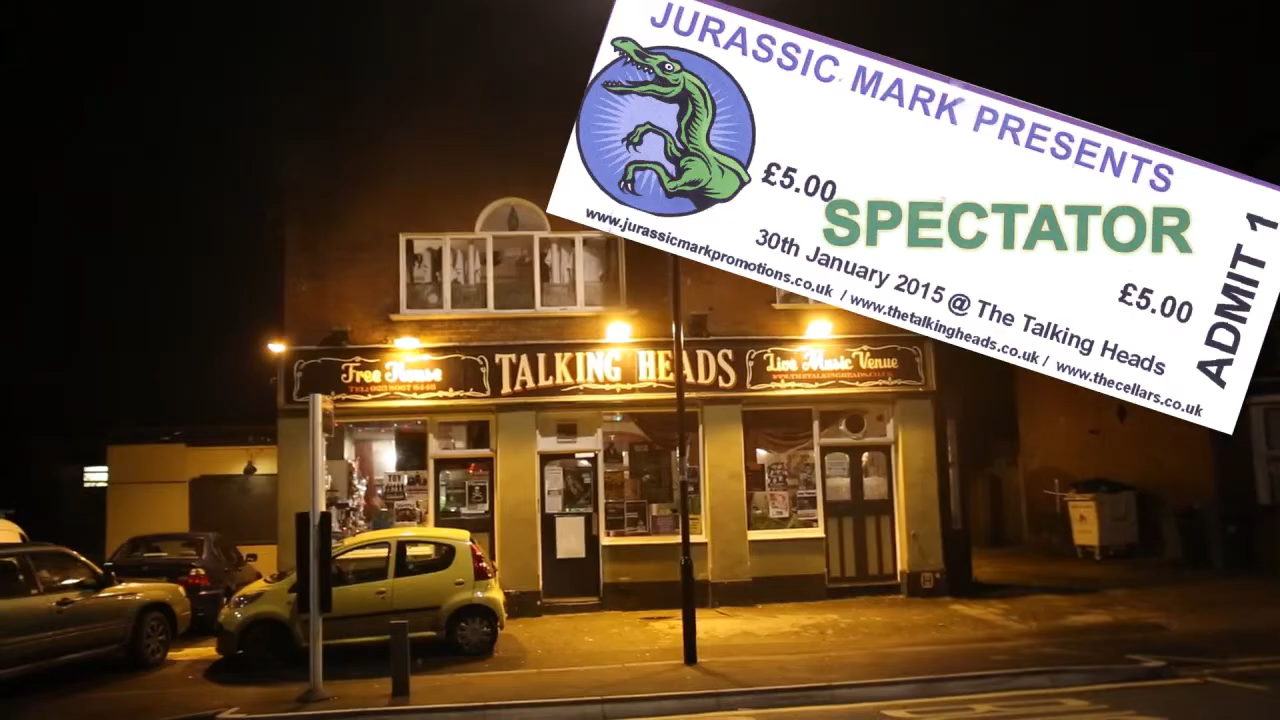 JURASSIC MARK PRESENTS
£5.00
SPECTATOR
30th January 2015 @ The Talking Heads
£5.00
www.jurassicmarkpromotions.co.uk / www.thetalkingheads.co.uk / www.thecellars.co.uk
ADMIT 1
Free House
TALKING HEADS
Live Music Venue